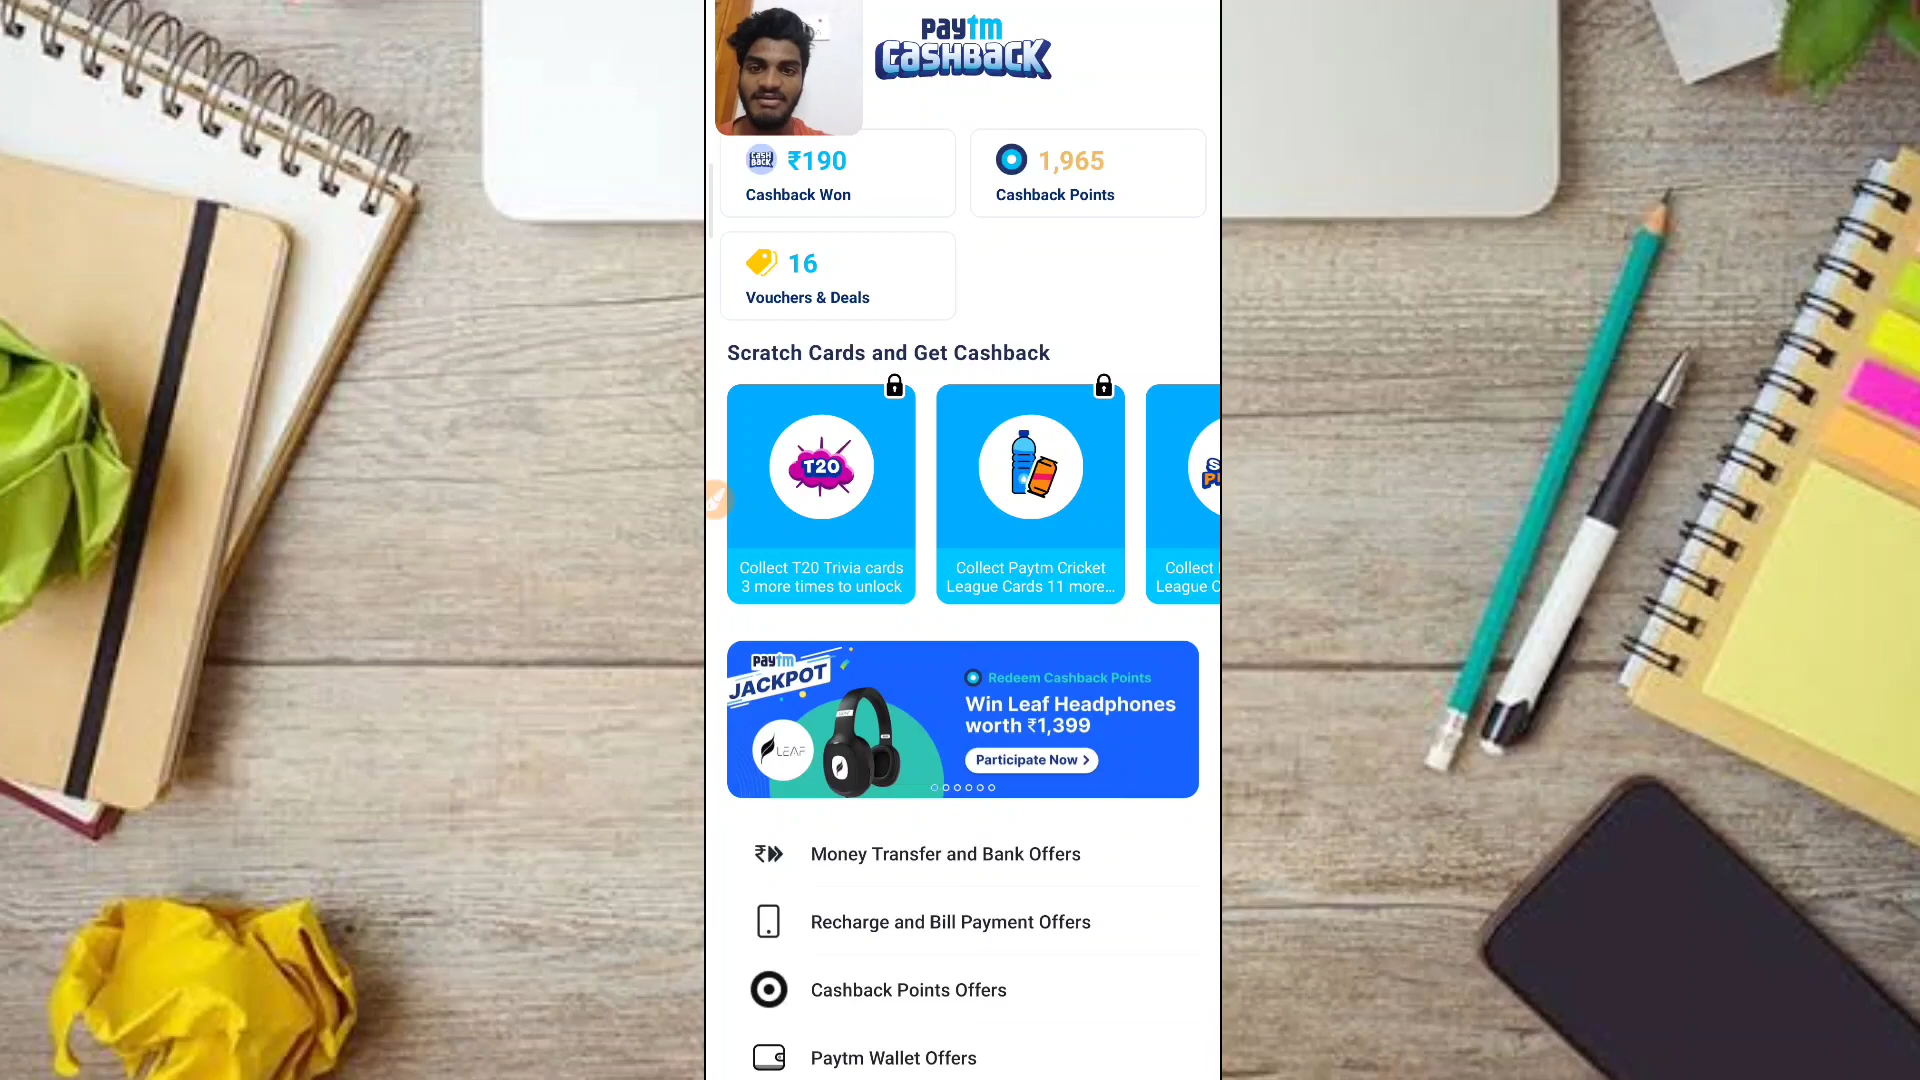 paytm
CASHBACK
CASH
BACK
₹190
1,965
Cashback Won
Cashback Points
16
Vouchers & Deals
Scratch Cards and Get Cashback
T20
Collect T20 Trivia cards
3 more times to unlock
Collect Paytm Cricket
League Cards 11 more...
Collect
League C
paytm
JACKPOT
LEAF
Redeem Cashback Points
Win Leaf Headphones
worth ₹1,399
Participate Now >
Money Transfer and Bank Offers
Recharge and Bill Payment Offers
Cashback Points Offers
Paytm Wallet Offers